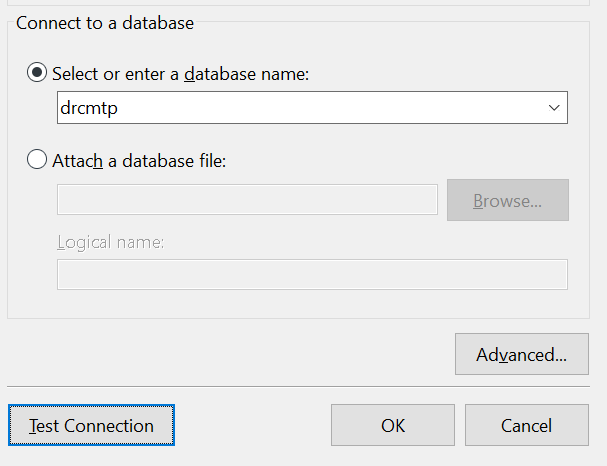 Connect to a database
Select or enter a database name:
drcmtp
Attach a database file:
Browse...
Logical name:
Advanced...
Test Connection
OK
Cancel